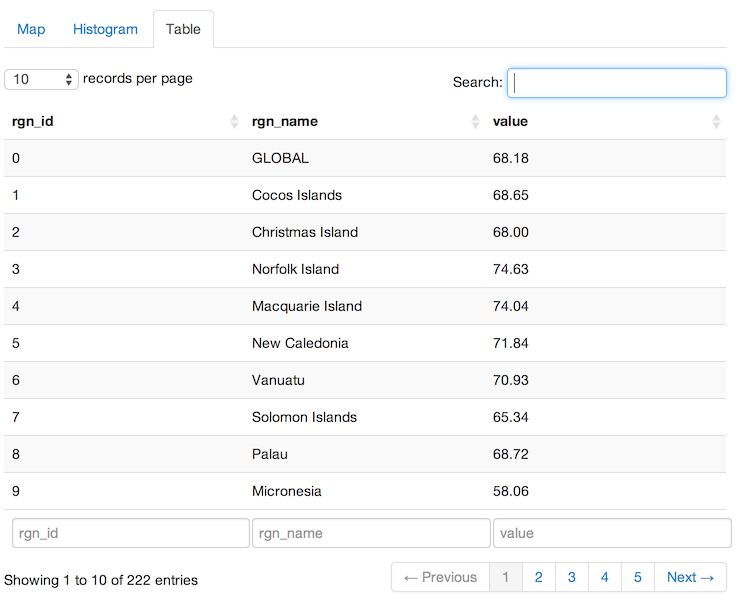 Map Histogram Table
10 records per page
Search:
rgn_id rgn_name value
0 GLOBAL 68.18
1 Cocos Islands 68.65
2 Christmas Island 68.00
3 Norfolk Island 74.63
4 Macquarie Island 74.04
5 New Caledonia 71.84
6 Vanuatu 70.93
7 Solomon Islands 65.34
8 Palau 68.72
9 Micronesia 58.06
rgn_id rgn_name value
Showing 1 to 10 of 222 entries
← Previous 1 2 3 4 5 Next →